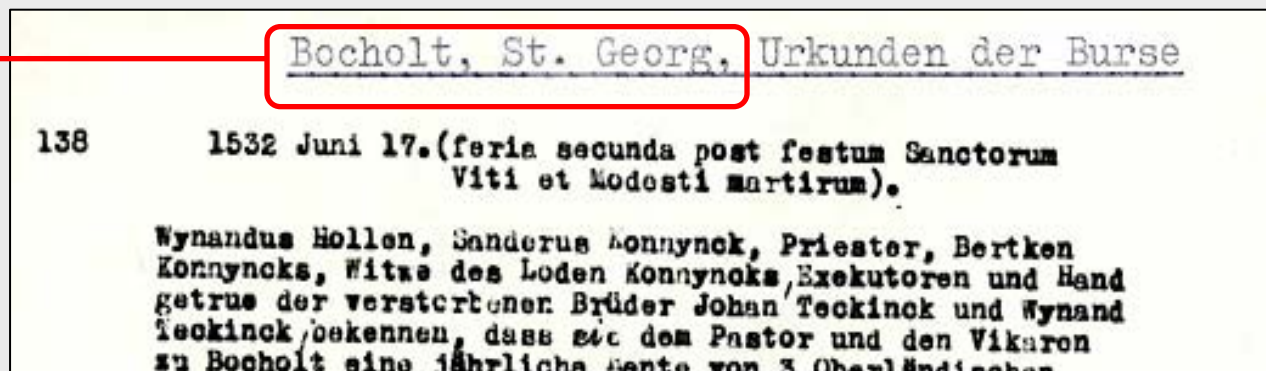 Bocholt, St. Georg, Urkunden der Burse
138 1532 Juni 17.(feria secunda post festum Sanctorum
Viti et Modesti martirum).
Wynandus Hollen, Sanderus Konnynck, Priester, Bertken
Konnyncks, Witwe des Loden Konnyncks, Exekutoren und Hand
getrue der verstorbenen Brüder Johan Teckinck und Wynand
Teckinck, bekennen, dass sie dem Pastor und den Vikaren
zu Bocholt eine jährliche Rente von 3 Oberländischen